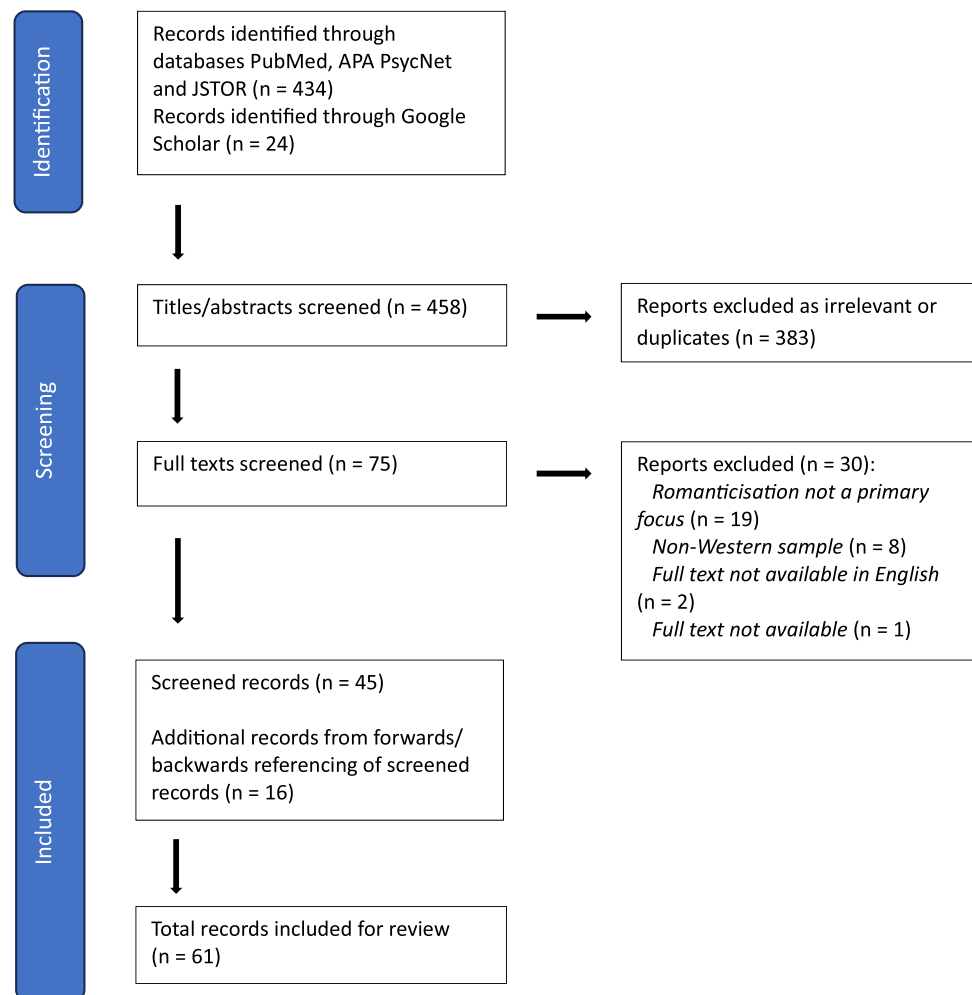 Identification
Records identified through
databases PubMed, APA PsycNet
and JSTOR (n = 434)
Records identified through Google
Scholar (n = 24)
Screening
Titles/abstracts screened (n = 458)
Reports excluded as irrelevant or
duplicates (n = 383)
Full texts screened (n = 75)
Reports excluded (n = 30):
Romanticisation not a primary
focus (n = 19)
Non-Western sample (n = 8)
Full text not available in English
(n = 2)
Full text not available (n = 1)
Included
Screened records (n = 45)
Additional records from forwards/
backwards referencing of screened
records (n = 16)
Total records included for review
(n = 61)